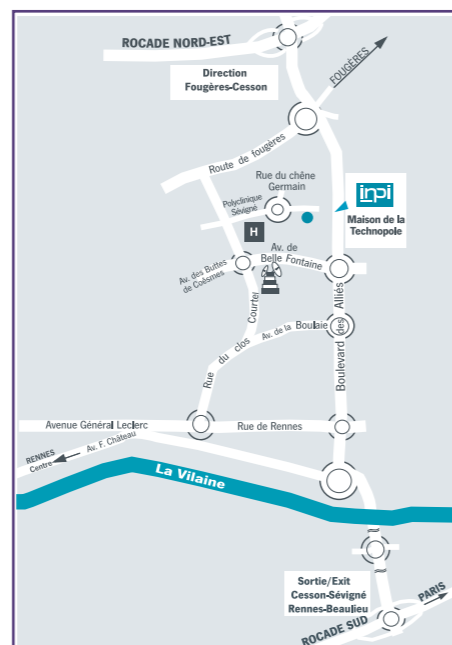 ROCADE NORD-EST
Direction
Fougères-Cesson
FOUGÈRES
Route de fougères
Rue du chêne
Germain
Polyclinique
Sévigné
inpi
Maison de la
Technopole
H
Av. de
Belle Fontaine
Av. des Buttes
de Coësmes
Rue du clos Courtel
Av. de la Boulaie
Boulevard des Alliés
Avenue Général Leclerc
Rue de Rennes
RENNES
Centre
Av. F. Château
La Vilaine
Sortie/Exit
Cesson-Sévigné
Rennes-Beaulieu
PARIS
ROCADE SUD